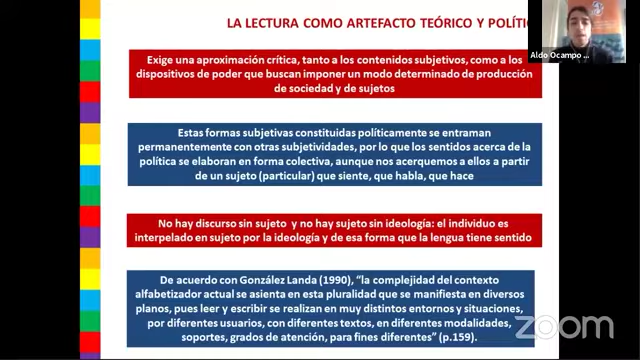 LA LECTURA COMO ARTEFACTO TEÓRICO Y POLÍTI
Aldo Ocampo
Exige una aproximación crítica, tanto a los contenidos subjetivos, como a los
dispositivos de poder que buscan imponer un modo determinado de producción
de sociedad y de sujetos
Estas formas subjetivas constituidas políticamente se entraman
permanentemente con otras subjetividades, por lo que los sentidos acerca de la
política se elaboran en forma colectiva, aunque nos acerquemos a ellos a partir
de un sujeto (particular) que siente, que habla, que hace
No hay discurso sin sujeto y no hay sujeto sin ideología: el individuo es
interpelado en sujeto por la ideología y de esa forma que la lengua tiene sentido
De acuerdo con González Landa (1990), “la complejidad del contexto
alfabetizador actual se asienta en esta pluralidad que se manifiesta en diversos
planos, pues leer y escribir se realizan en muy distintos entornos y situaciones,
por diferentes usuarios, con diferentes textos, en diferentes modalidades,
soportes, grados de atención, para fines diferentes” (p.159).
zoom